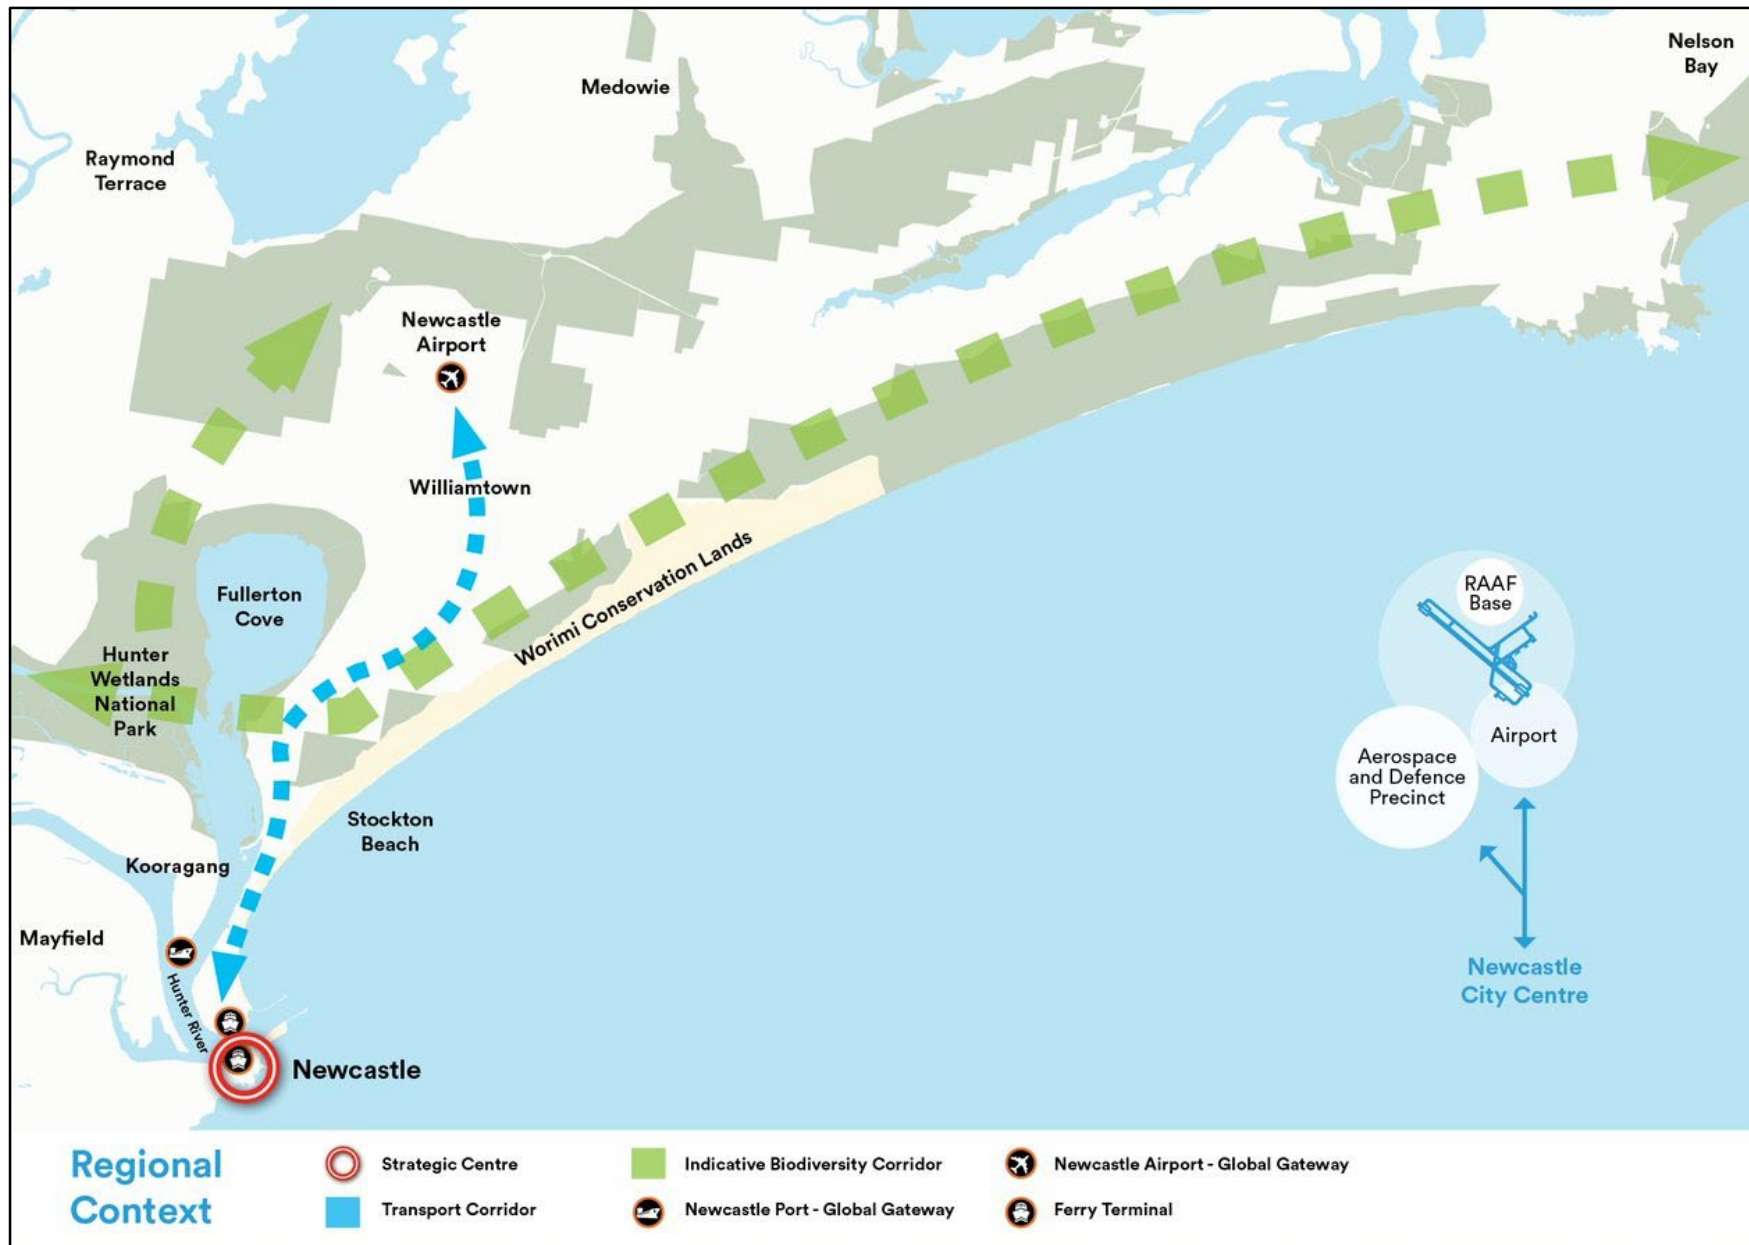 Nelson
Bay
Medowie
Raymond
Terrace
Newcastle
Airport
Williamtown
Fullerton
Cove
Worimi Conservation Lands
Hunter
Wetlands
National
Park
Stockton
Beach
Kooragang
Mayfield
Hunter River
Newcastle
RAAF
Base
Airport
Aerospace
and Defence
Precinct
Newcastle
City Centre
Regional
Context
Strategic Centre
Transport Corridor
Indicative Biodiversity Corridor
Newcastle Port - Global Gateway
Newcastle Airport - Global Gateway
Ferry Terminal